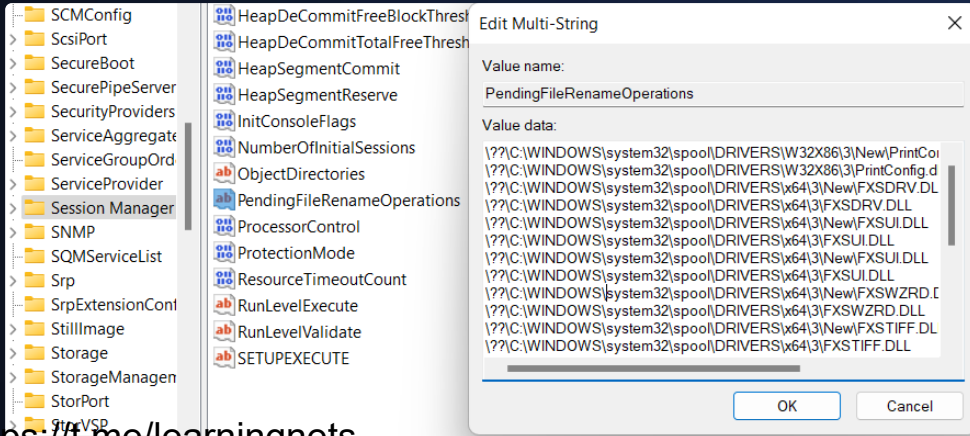 SCMConfig
ScsiPort
SecureBoot
SecurePipeServer
SecurityProviders
ServiceAggregate
ServiceGroupOrd
ServiceProvider
Session Manager
SNMP
SQMServiceList
Srp
SrpExtensionConf
StillImage
Storage
StorageManagem
StorPort
StorVSP
ps://t.me/learningnets
HeapDeCommitFreeBlockThresh
HeapDeCommitTotalFreeThresh
HeapSegmentCommit
HeapSegmentReserve
InitConsoleFlags
NumberOfInitialSessions
ObjectDirectories
PendingFileRenameOperations
ProcessorControl
ProtectionMode
ResourceTimeoutCount
RunLevelExecute
RunLevelValidate
SETUPEXECUTE
Edit Multi-String
Value name:
PendingFileRenameOperations
Value data:
\??\C:\WINDOWS\system32\spool\DRIVERS\W32X86\3\New\PrintCon
\??\C:\WINDOWS\system32\spool\DRIVERS\W32X86\3\PrintConfig.d
\??\C:\WINDOWS\system32\spool\DRIVERS\x64\3\New\FXSDRV.DL
\??\C:\WINDOWS\system32\spool\DRIVERS\x64\3\FXSDRV.DLL
\??\C:\WINDOWS\system32\spool\DRIVERS\x64\3\New\FXSUI.DLL
\??\C:\WINDOWS\system32\spool\DRIVERS\x64\3\FXSUI.DLL
\??\C:\WINDOWS\system32\spool\DRIVERS\x64\3\New\FXSUI.DLL
\??\C:\WINDOWS\system32\spool\DRIVERS\x64\3\FXSUI.DLL
\??\C:\WINDOWS\system32\spool\DRIVERS\x64\3\New\FXSWZRD.D
\??\C:\WINDOWS\system32\spool\DRIVERS\x64\3\FXSWZRD.DLL
\??\C:\WINDOWS\system32\spool\DRIVERS\x64\3\New\FXSTIFF.DL
\??\C:\WINDOWS\system32\spool\DRIVERS\x64\3\FXSTIFF.DLL
OK
Cancel